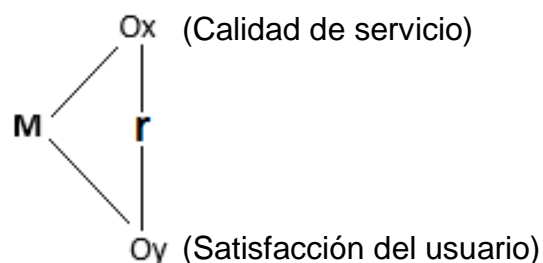 Ox (Calidad de servicio)
M r
Oy (Satisfacción del usuario)